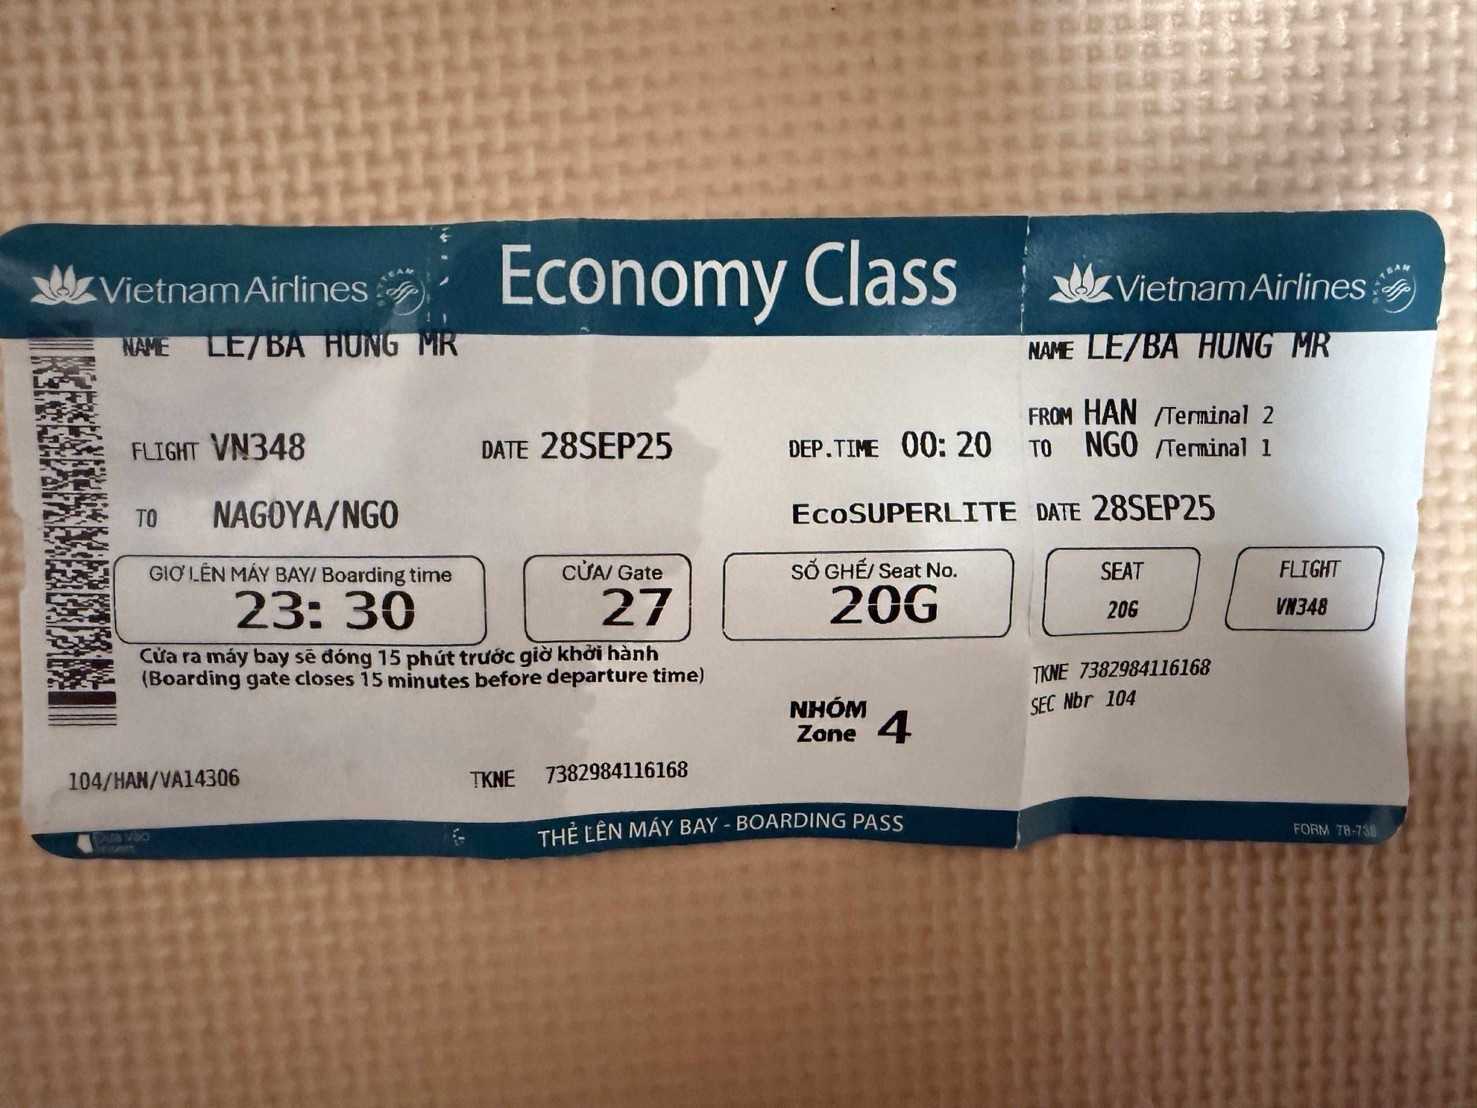 Vietnam Airlines SKYTEAM Economy Class Vietnam Airlines SKYTEAM
NAME LE/BA HUNG MR
FLIGHT VN348 DATE 28SEP25 DEP.TIME 00:20
TO NAGOYA/NGO EcoSUPERLITE
GIỜ LÊN MÁY BAY/ Boarding time
23:30
CỬA/ Gate
27
SỐ GHẾ/ Seat No.
20G
Cửa ra máy bay sẽ đóng 15 phút trước giờ khởi hành
(Boarding gate closes 15 minutes before departure time)
NHÓM
Zone 4
104/HAN/VA14306 TKNE 7382984116168
THẺ LÊN MÁY BAY - BOARDING PASS
NAME LE/BA HUNG MR
FROM HAN /Terminal 2
TO NGO /Terminal 1
DATE 28SEP25
SEAT
20G
FLIGHT
VN348
TKNE 7382984116168
SEC Nbr 104